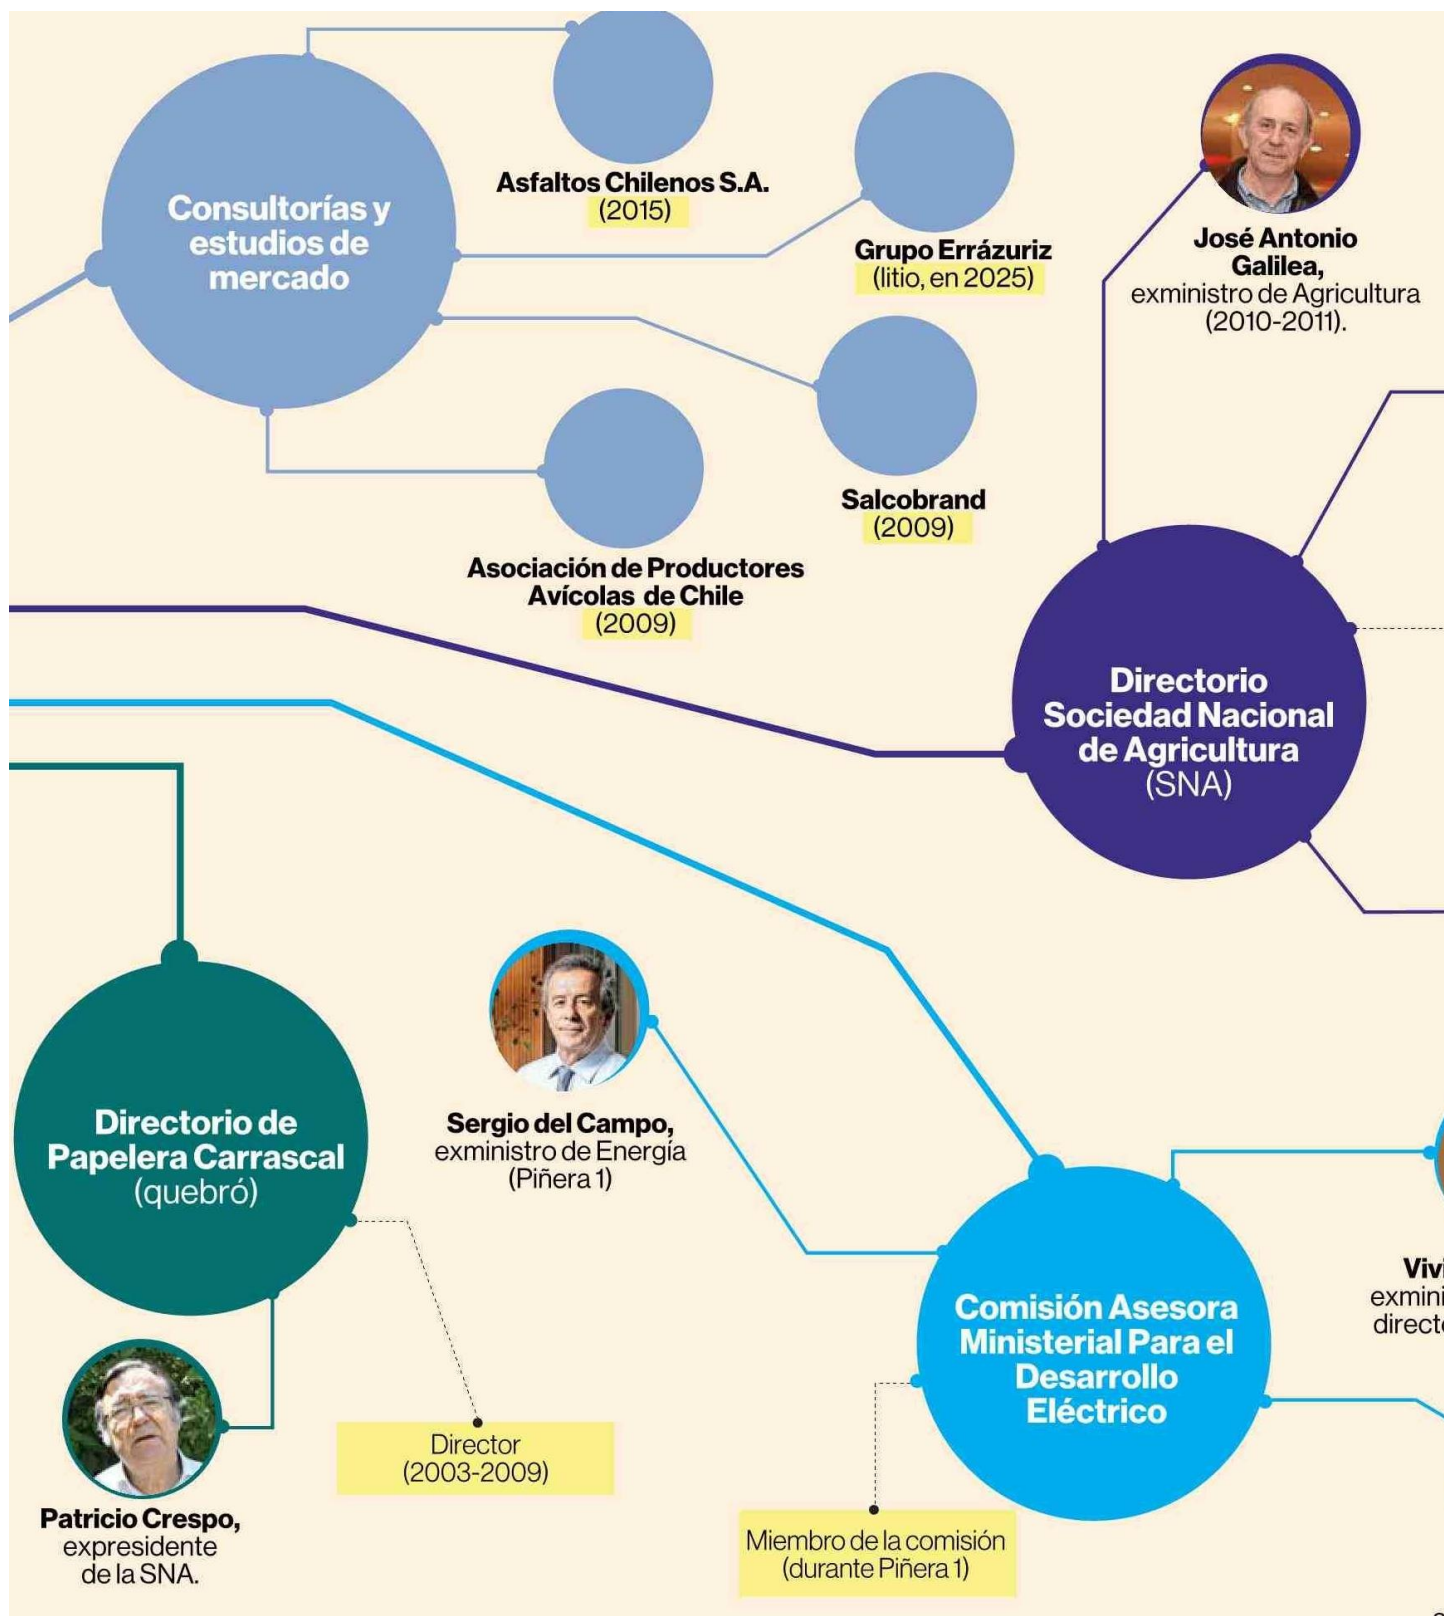 Consultorías y
estudios de
mercado
Asfaltos Chilenos S.A.
(2015)
Grupo Errázuriz
(litio, en 2025)
Salcobrand
(2009)
Asociación de Productores
Avícolas de Chile
(2009)
José Antonio
Galilea,
exministro de Agricultura
(2010-2011).
Directorio
Sociedad Nacional
de Agricultura
(SNA)
Directorio de
Papelera Carrascal
(quebró)
Patricio Crespo,
expresidente
de la SNA.
Director
(2003-2009)
Sergio del Campo,
exministro de Energía
(Piñera 1)
Comisión Asesora
Ministerial Para el
Desarrollo
Eléctrico
Miembro de la comisión
(durante Piñera 1)
Vivi
exmini
direct